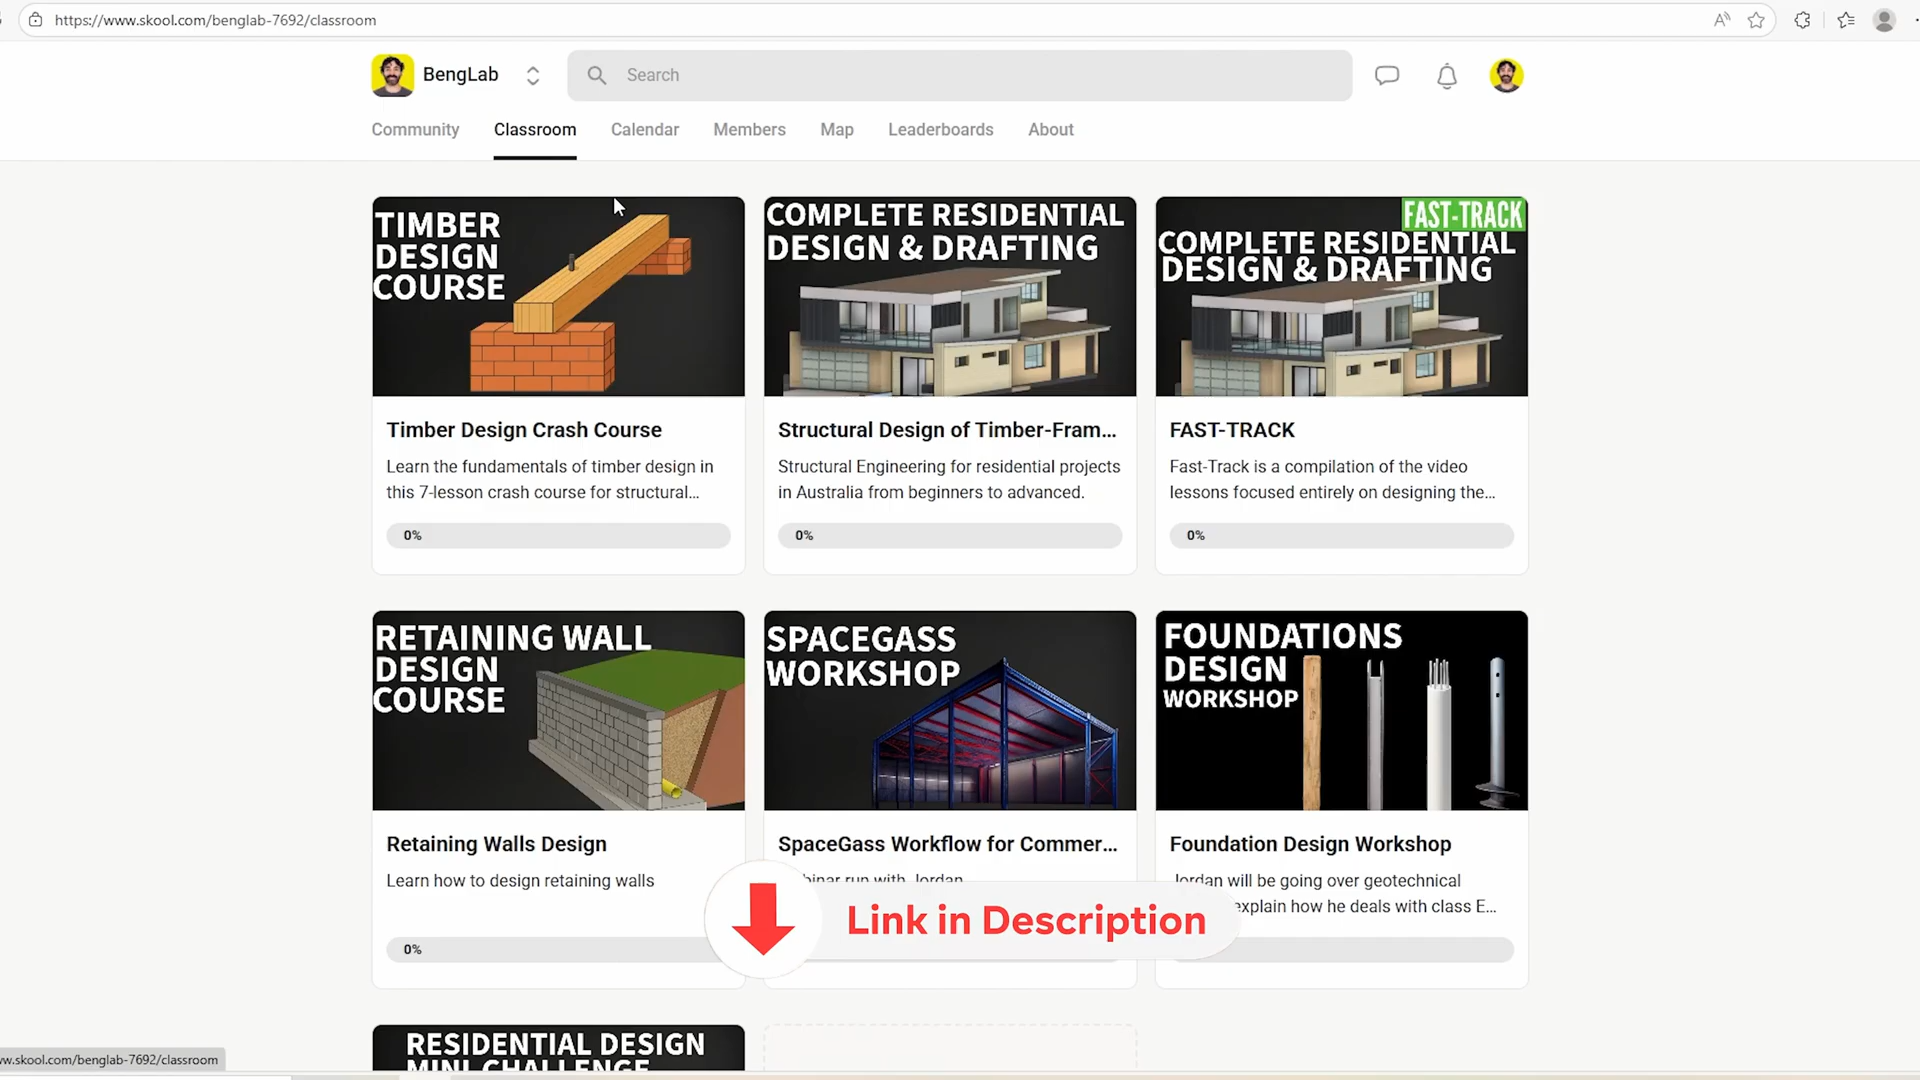 https://www.skool.com/benglab-7692/classroom
BengLab
Search
Community
Classroom
Calendar
Members
Map
Leaderboards
About
TIMBER
DESIGN
COURSE
Timber Design Crash Course
Learn the fundamentals of timber design in
this 7-lesson crash course for structural...
0%
COMPLETE RESIDENTIAL
DESIGN & DRAFTING
Structural Design of Timber-Fram...
Structural Engineering for residential projects
in Australia from beginners to advanced.
0%
FAST-TRACK
COMPLETE RESIDENTIAL
DESIGN & DRAFTING
FAST-TRACK
Fast-Track is a compilation of the video
lessons focused entirely on designing the...
0%
RETAINING WALL
DESIGN
COURSE
Retaining Walls Design
Learn how to design retaining walls
0%
SPACEGASS
WORKSHOP
SpaceGass Workflow for Commer...
run with Jordan
FOUNDATIONS
DESIGN
WORKSHOP
Foundation Design Workshop
Jordan will be going over geotechnical
explain how he deals with class E...
Link in Description
RESIDENTIAL DESIGN
MINI CHALLENGE
w.skool.com/benglab-7692/classroom